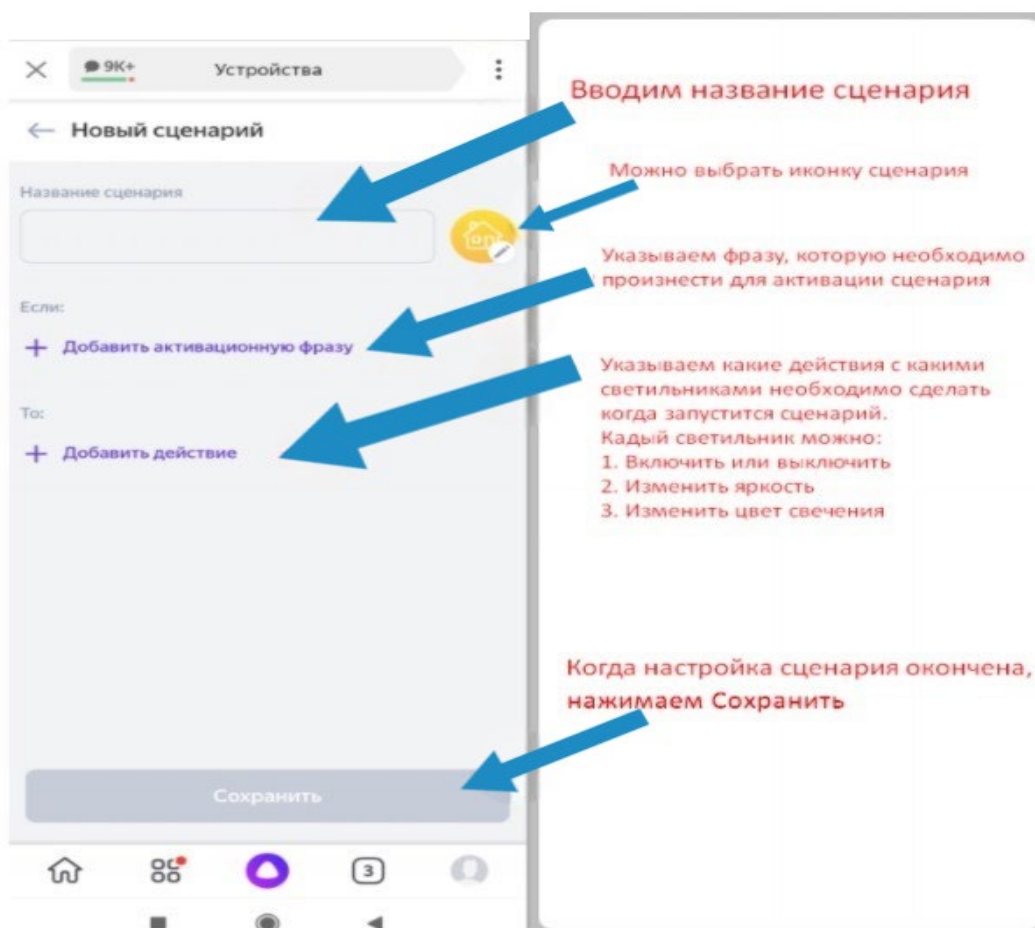 9K+
Устройства
Новый сценарий
Название сценария
Если:
+ Добавить активационную фразу
То:
+ Добавить действие
Сохранить
3
Вводим название сценария
Можно выбрать иконку сценария
Указываем фразу, которую необходимо
произнести для активации сценария
Указываем какие действия с какими
светильниками необходимо сделать
когда запустится сценарий.
Кадый светильник можно:
1. Включить или выключить
2. Изменить яркость
3. Изменить цвет свечения
Когда настройка сценария окончена,
нажимаем Сохранить